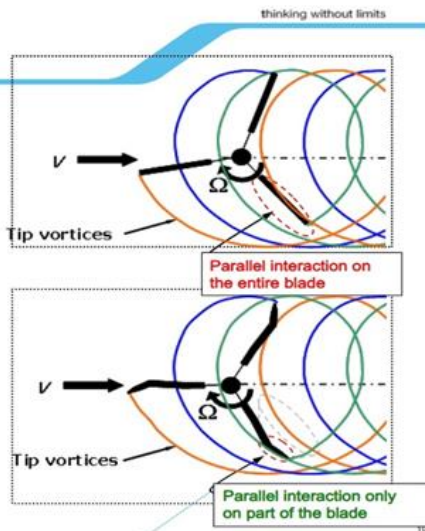 thinking without limits
V
Ω
Tip vortices
Parallel interaction on
the entire blade
V
Ω
Tip vortices
Parallel interaction only
on part of the blade